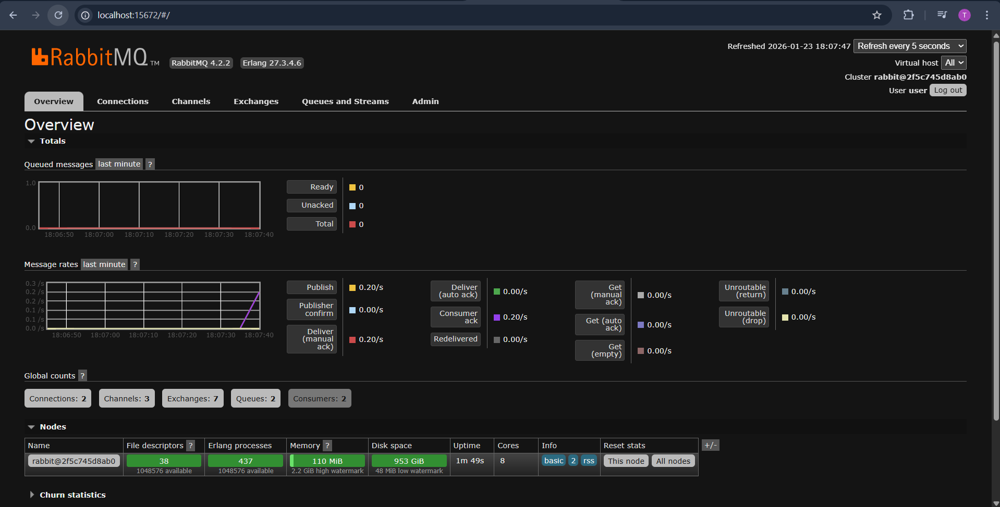 localhost:15672/#/
T
RabbitMQ TM
RabbitMQ 4.2.2
Erlang 27.3.4.6
Refreshed 2026-01-23 18:07:47 Refresh every 5 seconds
Virtual host All
Cluster rabbit@2f5c745d8ab0
User user Log out
Overview Connections Channels Exchanges Queues and Streams Admin
Overview
Totals
Queued messages last minute ?
1.0
0.0
18:06:50 18:07:00 18:07:10 18:07:20 18:07:30 18:07:40
Ready 0
Unacked 0
Total 0
Message rates last minute ?
0.3 /s
0.2 /s
0.2 /s
0.1 /s
0.1 /s
0.0 /s
18:06:50 18:07:00 18:07:10 18:07:20 18:07:30 18:07:40
Publish 0.20/s
Publisher
confirm 0.00/s
Deliver
(manual
ack) 0.20/s
Deliver
(auto ack) 0.00/s
Consumer
ack 0.20/s
Redelivered 0.00/s
Get
(manual
ack) 0.00/s
Get (auto
ack) 0.00/s
Get
(empty) 0.00/s
Unroutable
(return) 0.00/s
Unroutable
(drop) 0.00/s
Global counts ?
Connections: 2 Channels: 3 Exchanges: 7 Queues: 2 Consumers: 2
Nodes
Name File descriptors ? Erlang processes Memory ? Disk space Uptime Cores Info Reset stats +/-
rabbit@2f5c745d8ab0 38 437 110 MiB 953 GiB 1m 49s 8 basic 2 rss This node All nodes
1048576 available 1048576 available 2.2 GiB high watermark 48 MiB low watermark
Churn statistics